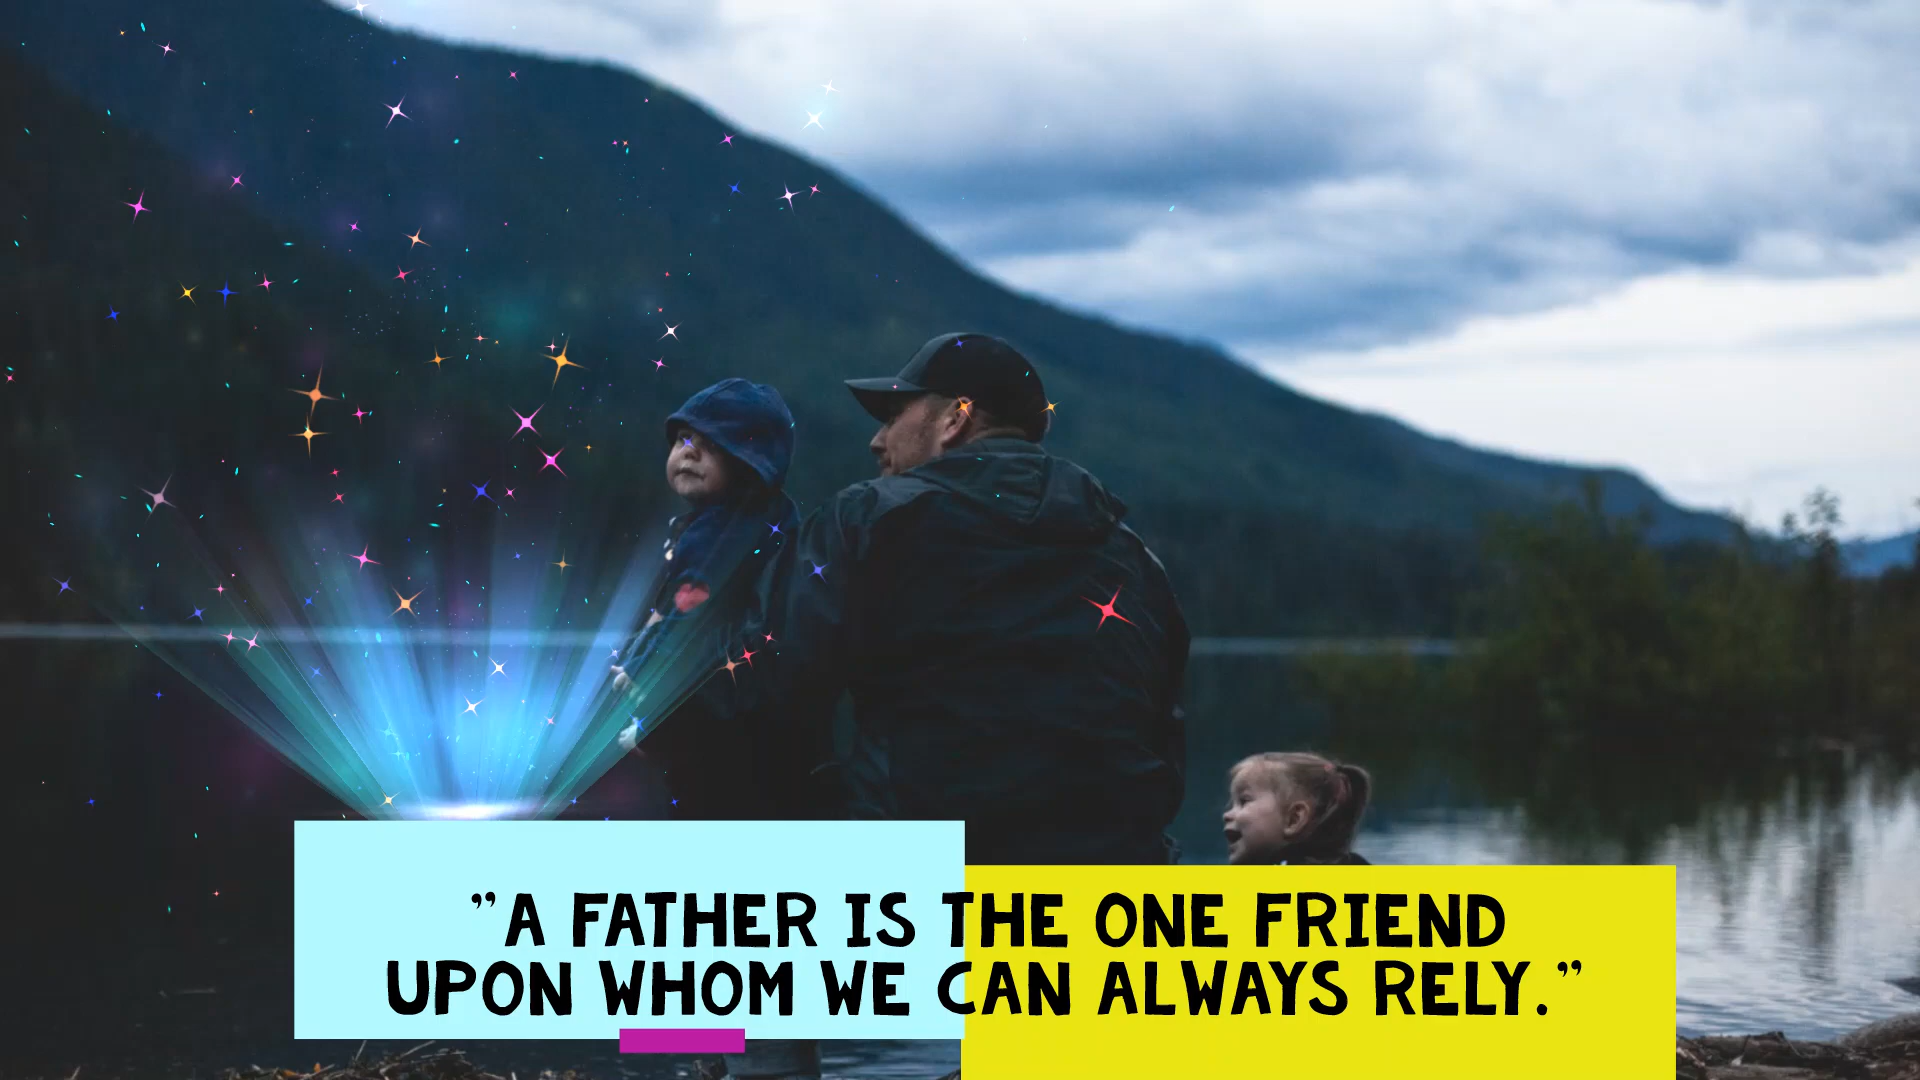 ”A FATHER IS THE ONE FRIEND
UPON WHOM WE CAN ALWAYS RELY.”